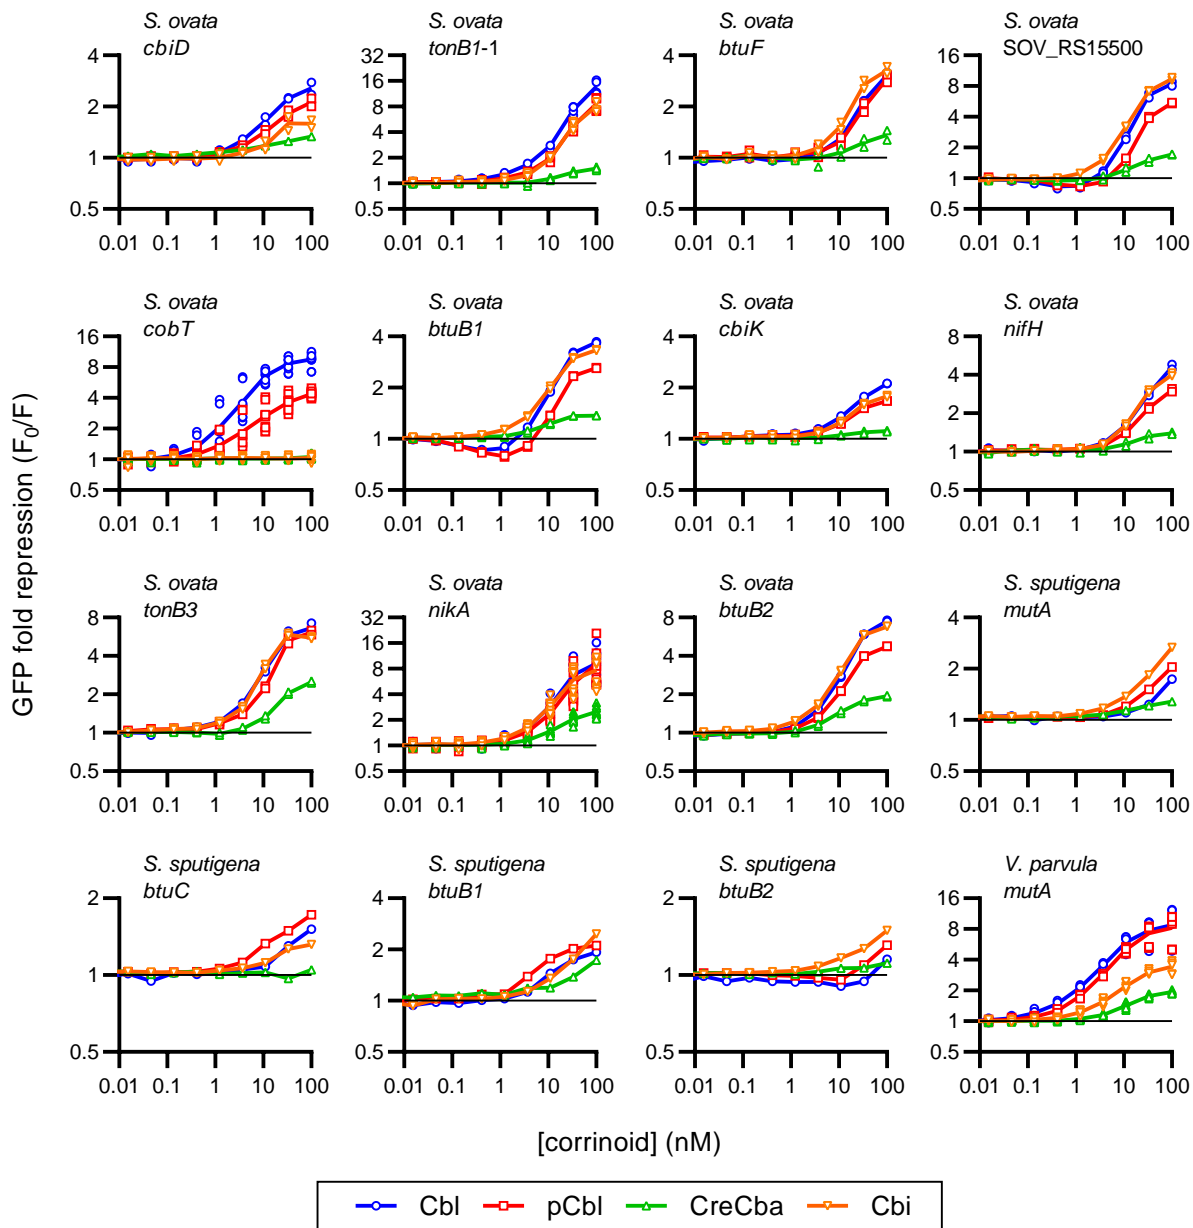 S. ovata
cbiD
S. ovata
tonB1-1
S. ovata
btuF
S. ovata
SOV_RS15500
4
2
1
0.5
0.01 0.1 1 10 100
32
16
8
4
2
1
0.5
0.01 0.1 1 10 100
4
2
1
0.5
0.01 0.1 1 10 100
16
8
4
2
1
0.5
0.01 0.1 1 10 100
S. ovata
cobT
S. ovata
btuB1
S. ovata
cbiK
S. ovata
nifH
16
8
4
2
1
0.5
0.01 0.1 1 10 100
4
2
1
0.5
0.01 0.1 1 10 100
4
2
1
0.5
0.01 0.1 1 10 100
8
4
2
1
0.5
0.01 0.1 1 10 100
GFP fold repression (F0/F)
S. ovata
tonB3
S. ovata
nikA
S. ovata
btuB2
S. sputigena
mutA
8
4
2
1
0.5
0.01 0.1 1 10 100
32
16
8
4
2
1
0.5
0.01 0.1 1 10 100
8
4
2
1
0.5
0.01 0.1 1 10 100
4
2
1
0.5
0.01 0.1 1 10 100
S. sputigena
btuC
S. sputigena
btuB1
S. sputigena
btuB2
V. parvula
mutA
2
1
0.5
0.01 0.1 1 10 100
4
2
1
0.5
0.01 0.1 1 10 100
2
1
0.5
0.01 0.1 1 10 100
16
8
4
2
1
0.5
0.01 0.1 1 10 100
[corrinoid] (nM)
Cbl pCbl CreCba Cbi